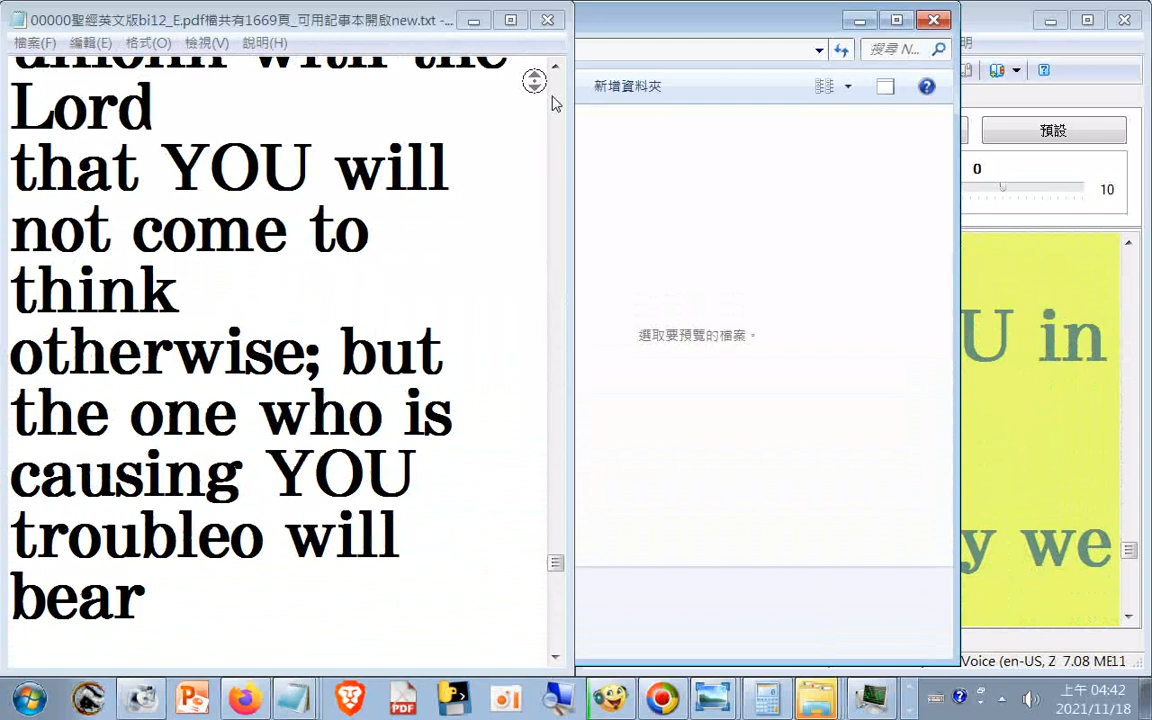 00000聖經英文版bi12_E.pdf檔共有1669頁_可用記事本開啟new.txt -...
檔案(F) 編輯(E) 格式(O) 檢視(V) 說明(H)
union with the
Lord
that YOU will
not come to
think
otherwise; but
the one who is
causing YOU
troubleo will
bear
搜尋 N...
新增資料夾
選取要預覽的檔案。
明
預設
0
10
U in
y we
Voice (en-US, Z 7.08 ME11
PDF
上午 04:42
2021/11/18